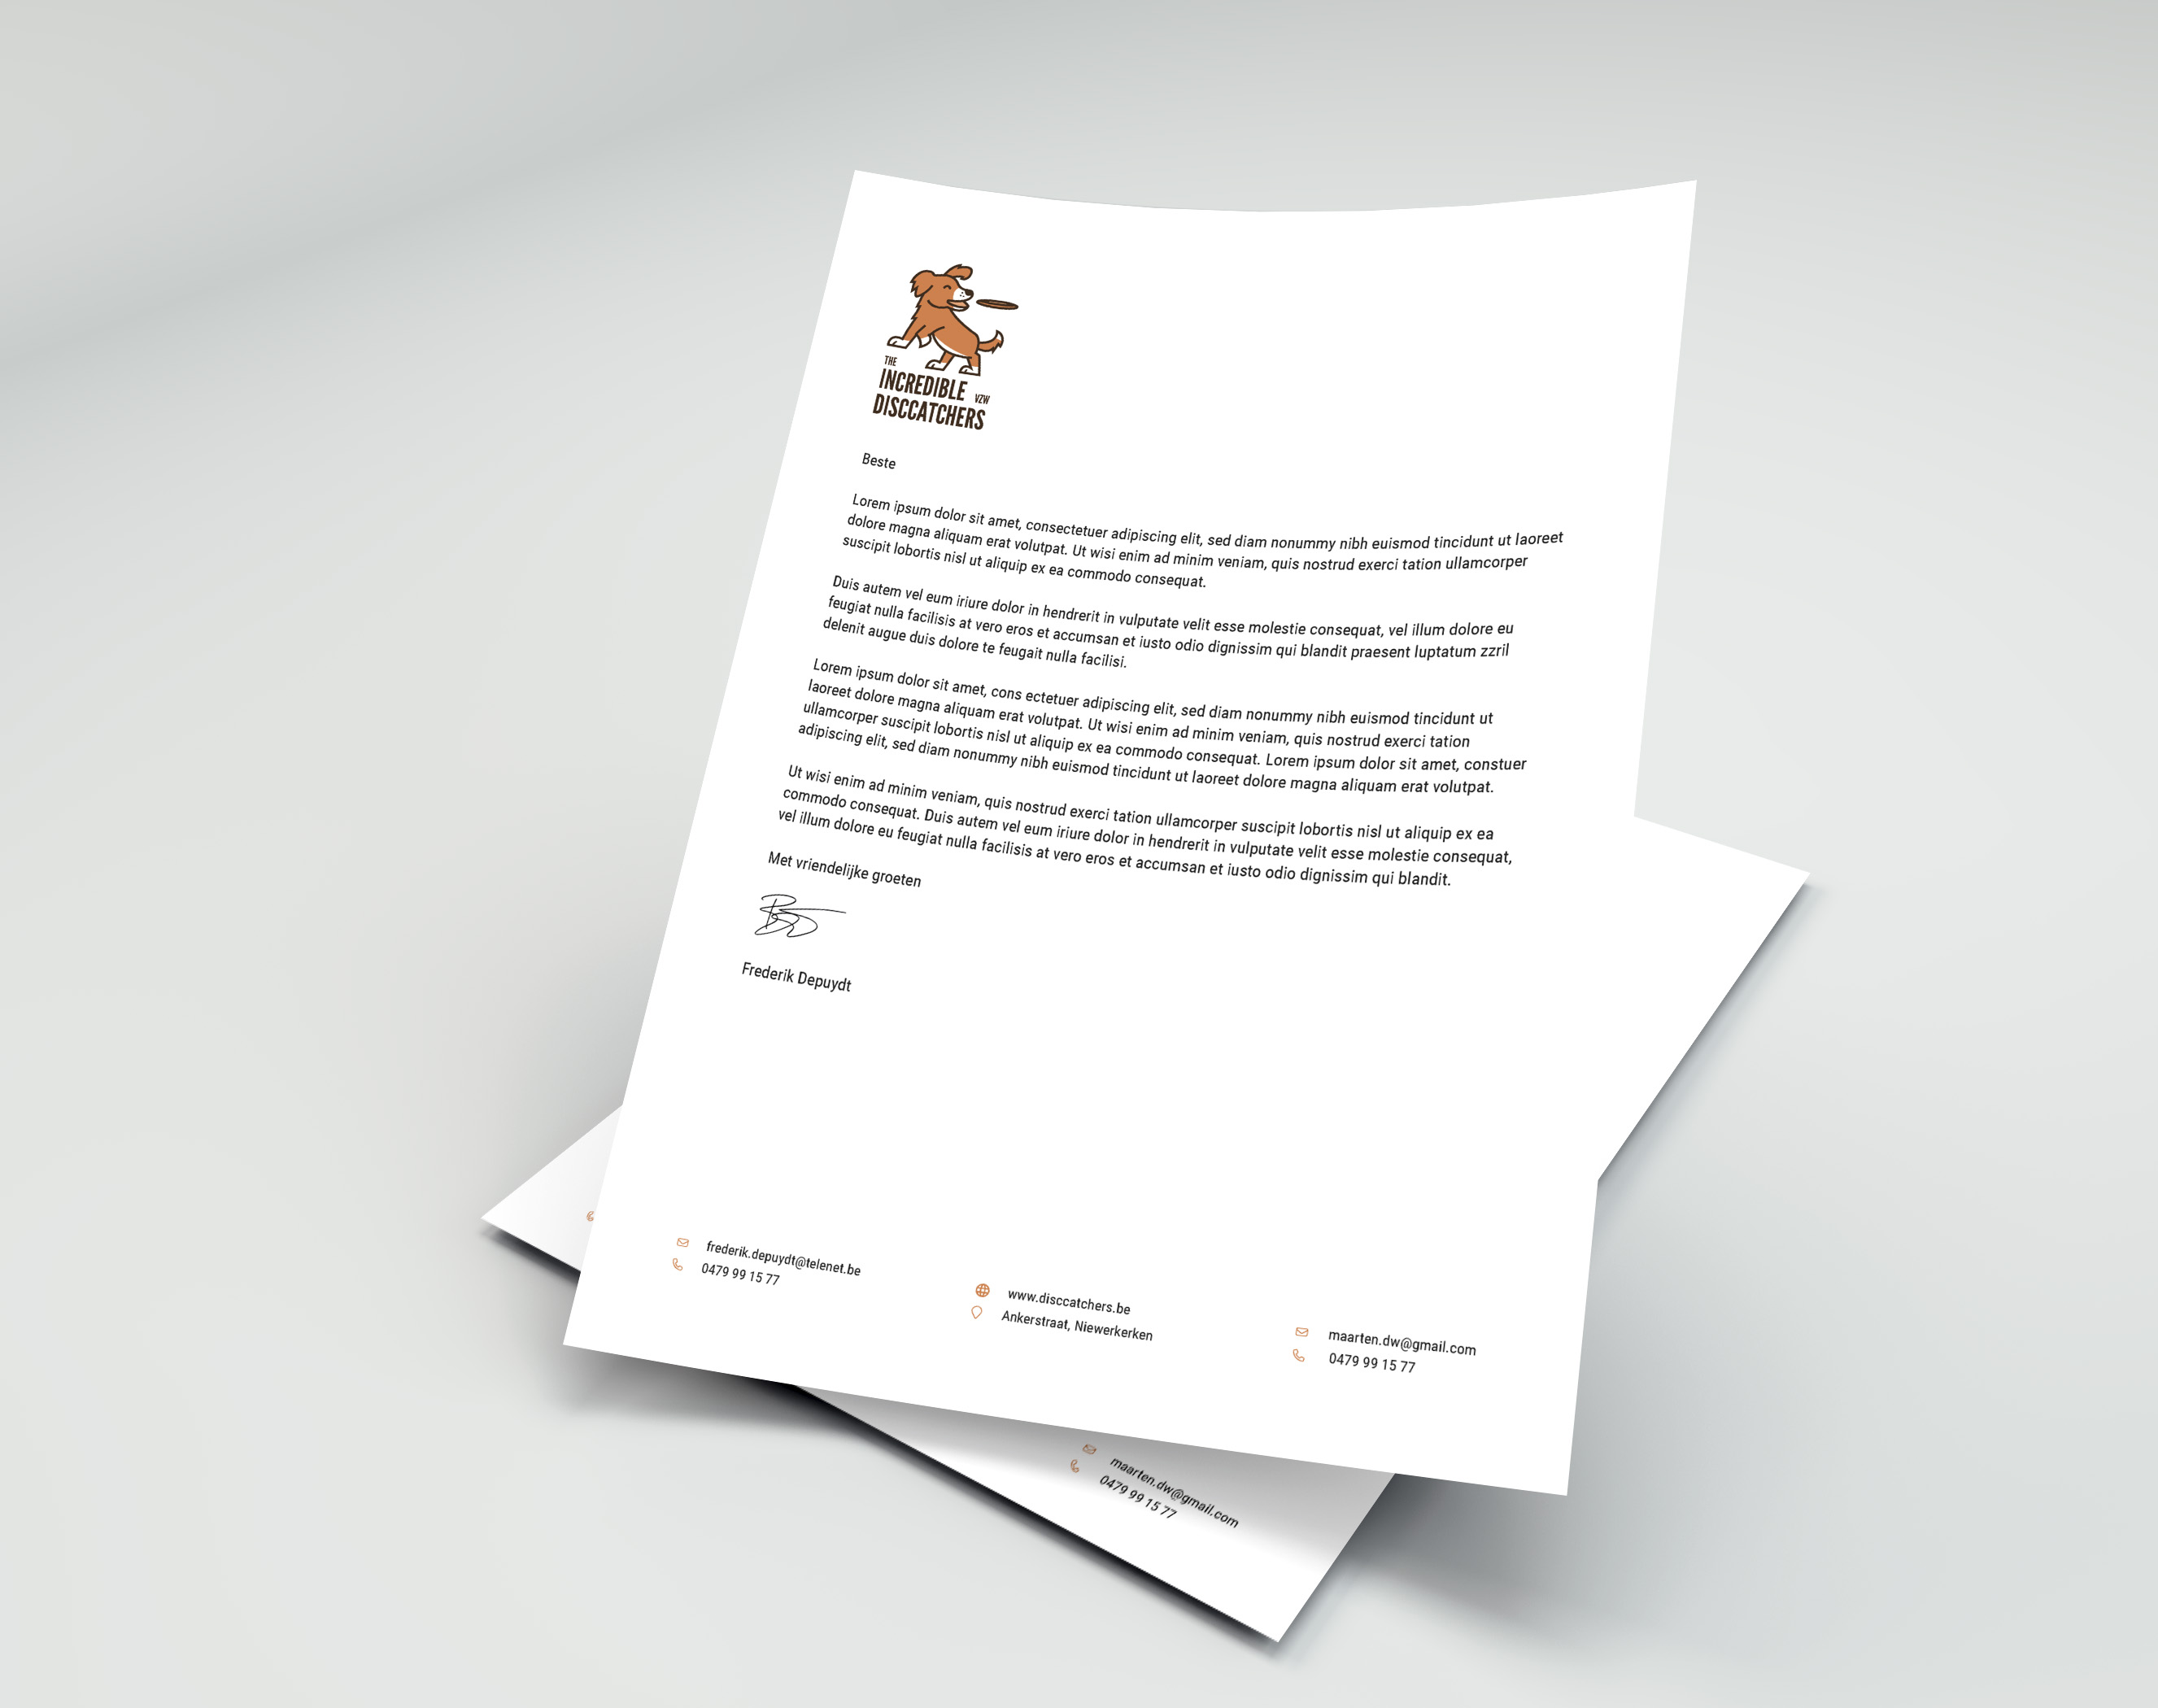 THE
INCREDIBLE VZW
DISCCATCHERS
Beste
Lorem ipsum dolor sit amet, consectetuer adipiscing elit, sed diam nonummy nibh euismod tincidunt ut laoreet
dolore magna aliquam erat volutpat. Ut wisi enim ad minim veniam, quis nostrud exerci tation ullamcorper
suscipit lobortis nisl ut aliquip ex ea commodo consequat.
Duis autem vel eum iriure dolor in hendrerit in vulputate velit esse molestie consequat, vel illum dolore eu
feugiat nulla facilisis at vero eros et accumsan et iusto odio dignissim qui blandit praesent luptatum zzril
delenit augue duis dolore te feugait nulla facilisi.
Lorem ipsum dolor sit amet, cons ectetuer adipiscing elit, sed diam nonummy nibh euismod tincidunt ut
laoreet dolore magna aliquam erat volutpat. Ut wisi enim ad minim veniam, quis nostrud exerci tation
ullamcorper suscipit lobortis nisl ut aliquip ex ea commodo consequat. Lorem ipsum dolor sit amet, constuer
adipiscing elit, sed diam nonummy nibh euismod tincidunt ut laoreet dolore magna aliquam erat volutpat.
Ut wisi enim ad minim veniam, quis nostrud exerci tation ullamcorper suscipit lobortis nisl ut aliquip ex ea
commodo consequat. Duis autem vel eum iriure dolor in hendrerit in vulputate velit esse molestie consequat,
vel illum dolore eu feugiat nulla facilisis at vero eros et accumsan et iusto odio dignissim qui blandit.
Met vriendelijke groeten
Frederik Depuydt
frederik.depuydt@telenet.be
0479 99 15 77
www.disccatchers.be
Ankerstraat, Niewerkerken
maarten.dw@gmail.com
0479 99 15 77
maarten.dw@gmail.com
0479 99 15 77